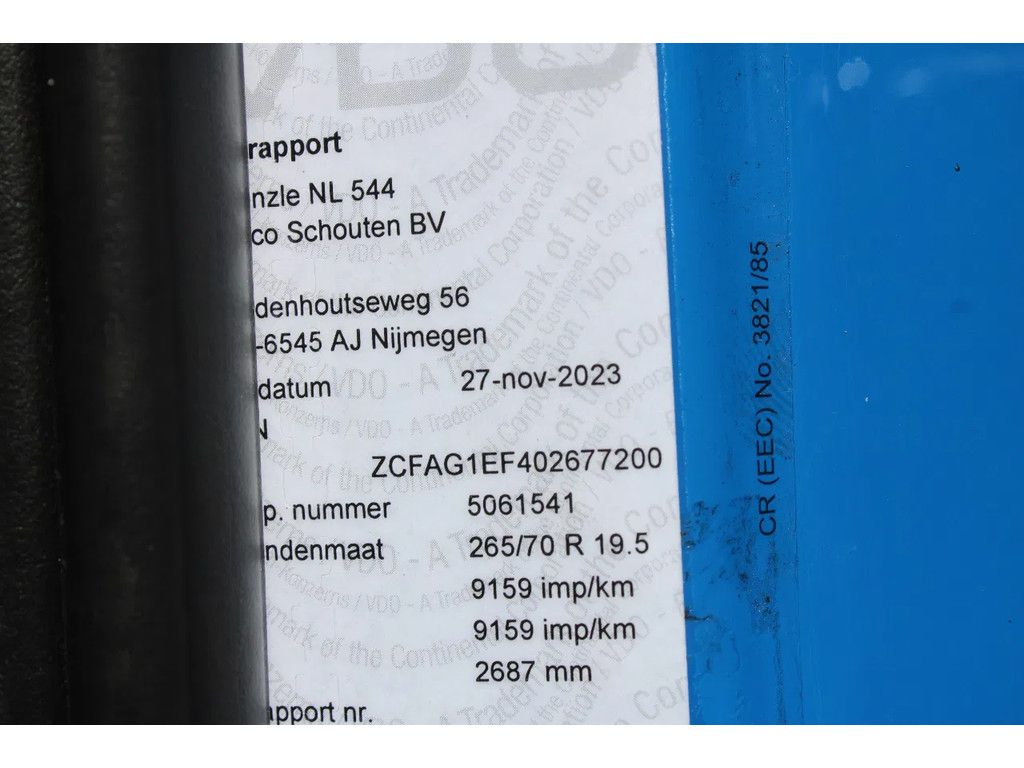 VDO
rapport
nzle NL 544
co Schouten BV
denhoutseweg 56
-6545 AJ Nijmegen
datum 27-nov-2023
N
ZCFAG1EF402677200
p. nummer 5061541
ndenmaat 265/70 R 19.5
9159 imp/km
9159 imp/km
2687 mm
apport nr.
CR (EEC) No. 3821/85